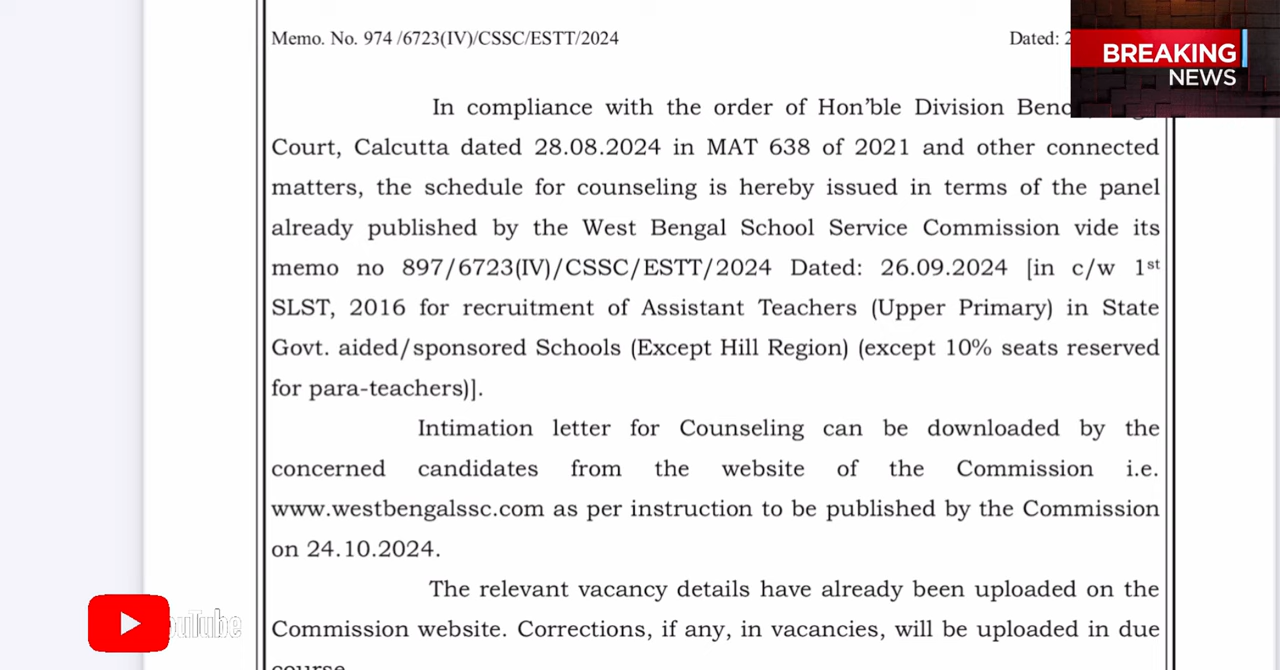 Memo. No. 974 /6723(IV)/CSSC/ESTT/2024 Dated:
BREAKING
NEWS
In compliance with the order of Hon’ble Division
Court, Calcutta dated 28.08.2024 in MAT 638 of 2021 and other connected
matters, the schedule for counseling is hereby issued in terms of the panel
already published by the West Bengal School Service Commission vide its
memo no 897/6723(IV)/CSSC/ESTT/2024 Dated: 26.09.2024 [in c/w 1st
SLST, 2016 for recruitment of Assistant Teachers (Upper Primary) in State
Govt. aided/sponsored Schools (Except Hill Region) (except 10% seats reserved
for para-teachers)].
Intimation letter for Counseling can be downloaded by the
concerned candidates from the website of the Commission i.e.
www.westbengalssc.com as per instruction to be published by the Commission
on 24.10.2024.
The relevant vacancy details have already been uploaded on the
Commission website. Corrections, if any, in vacancies, will be uploaded in due
YouTube